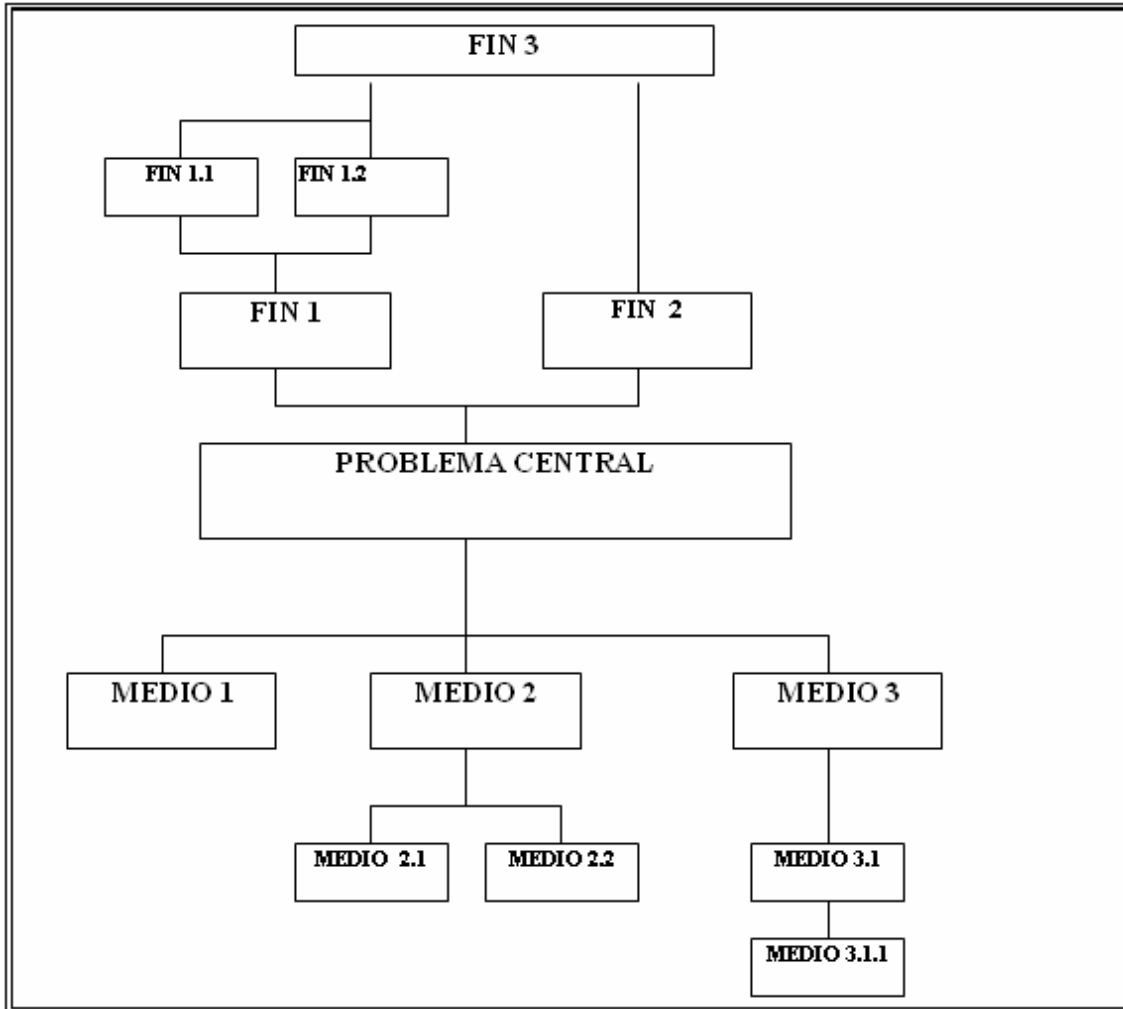 FIN 3
FIN 1.1
FIN 1.2
FIN 1
FIN 2
PROBLEMA CENTRAL
MEDIO 1
MEDIO 2
MEDIO 3
MEDIO 2.1
MEDIO 2.2
MEDIO 3.1
MEDIO 3.1.1